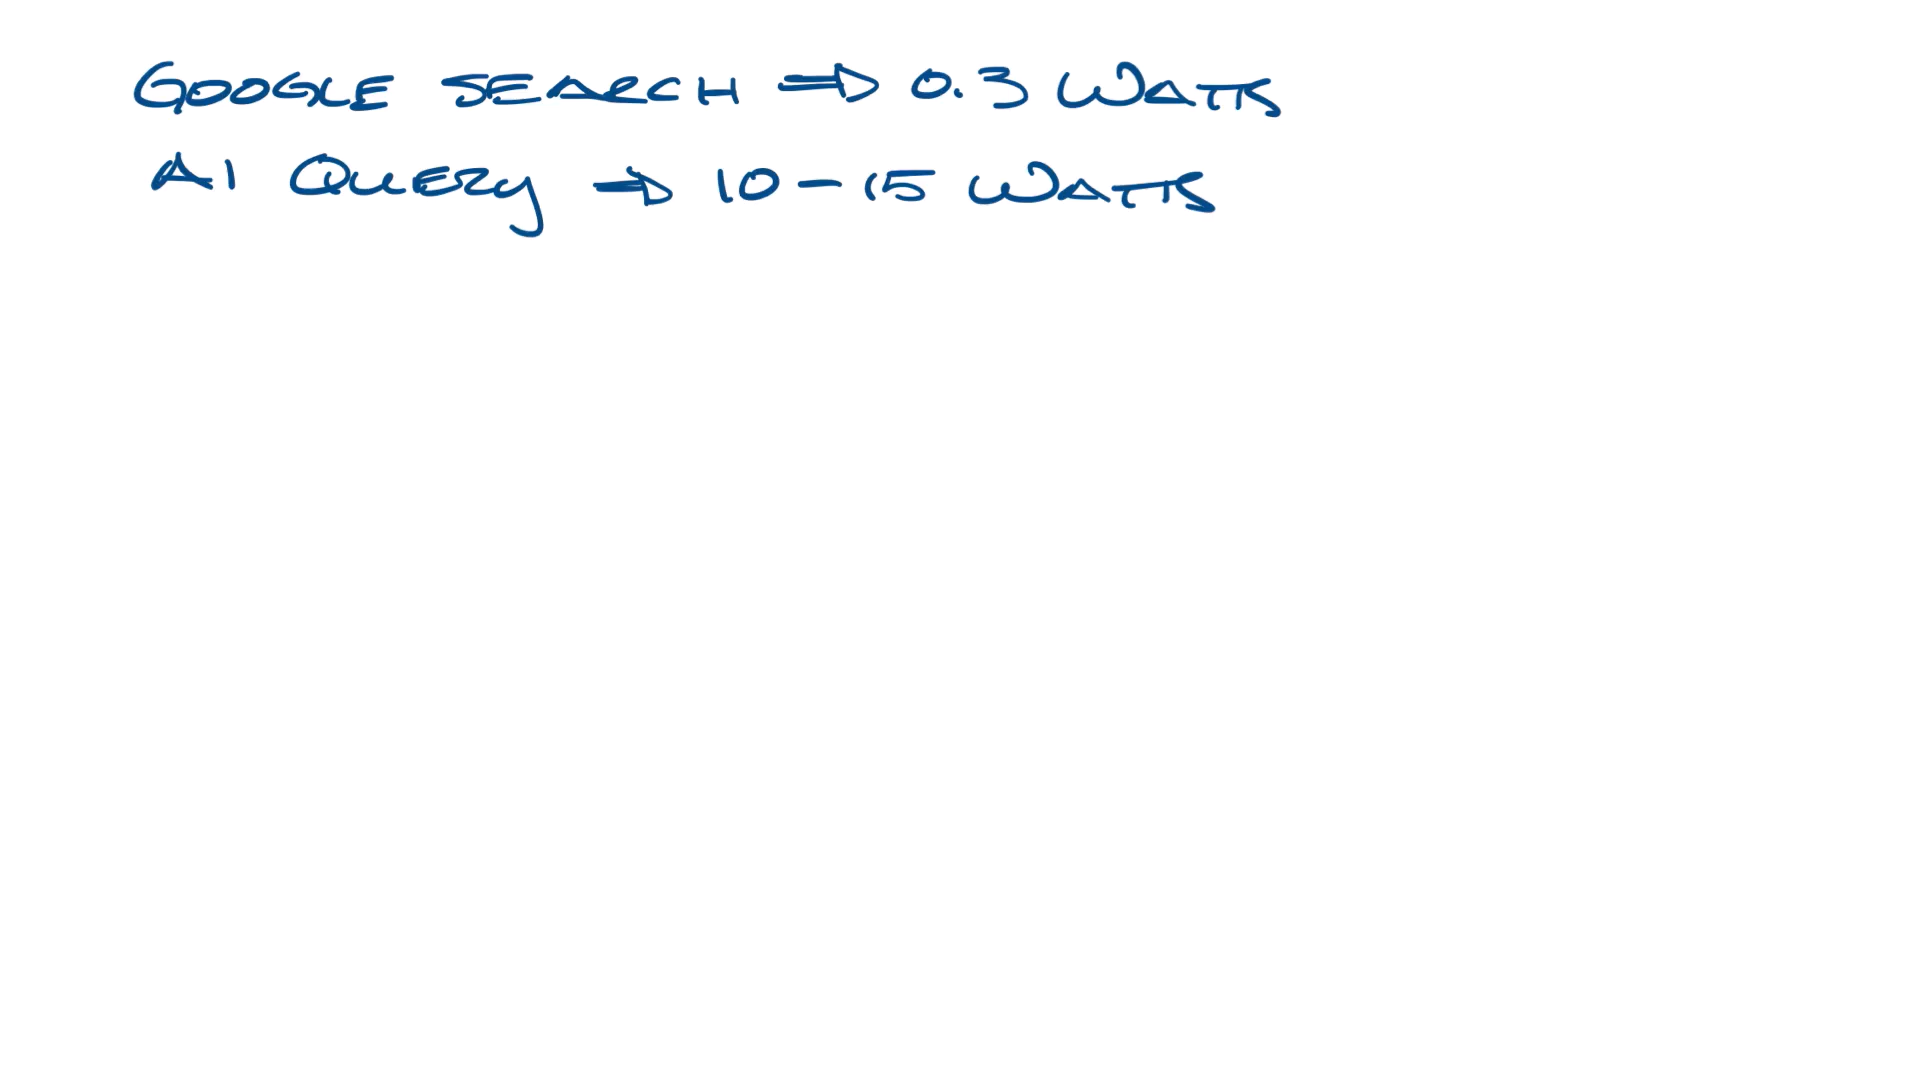 GOOGLE SEARCH ⇒ 0.3 WATTS
AI QUERY ⇒ 10-15 WATTS